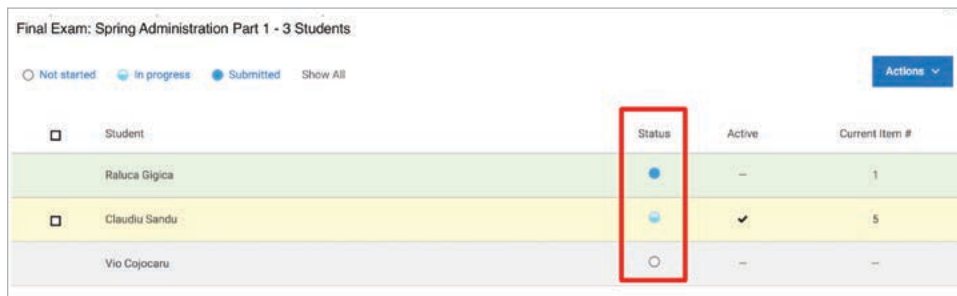 Final Exam: Spring Administration Part 1 - 3 Students
Not started In progress Submitted Show All Actions
Student Status Active Current Item #
Raluca Gigica — 1
Claudiu Sandu ✔ 5
Vio Cojocaru — —